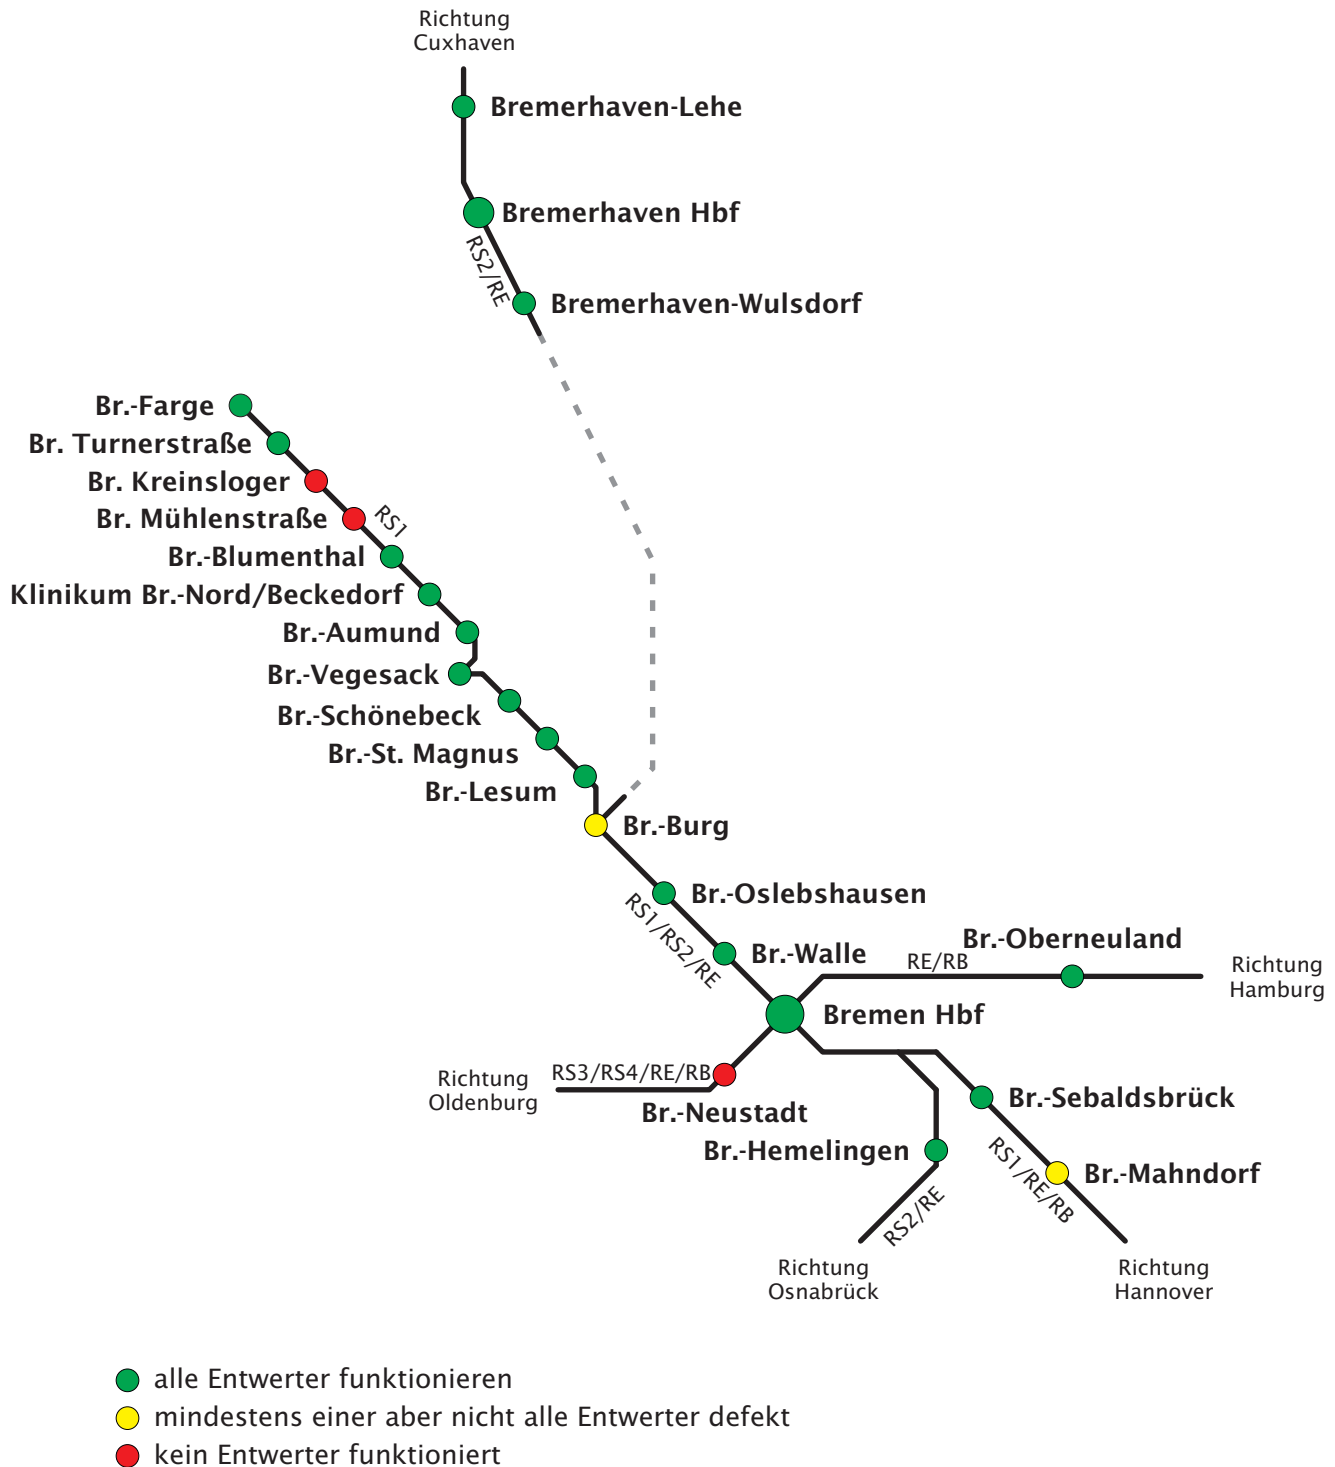 Richtung
Cuxhaven
Bremerhaven-Lehe
Bremerhaven Hbf
RS2/RE
Bremerhaven-Wulsdorf
Br.-Farge
Br. Turnerstraße
Br. Kreinsloger
Br. Mühlenstraße
RS1
Br.-Blumenthal
Klinikum Br.-Nord/Beckedorf
Br.-Aumund
Br.-Vegesack
Br.-Schönebeck
Br.-St. Magnus
Br.-Lesum
Br.-Burg
Br.-Oslebshausen
RS1/RS2/RE
Br.-Walle
Br.-Oberneuland
RE/RB
Richtung
Hamburg
Bremen Hbf
RS3/RS4/RE/RB
Richtung
Oldenburg
Br.-Neustadt
Br.-Sebaldsbrück
Br.-Hemelingen
RS1/RE/RB
Br.-Mahndorf
RS2/RE
Richtung
Osnabrück
Richtung
Hannover
alle Entwerter funktionieren
mindestens einer aber nicht alle Entwerter defekt
kein Entwerter funktioniert